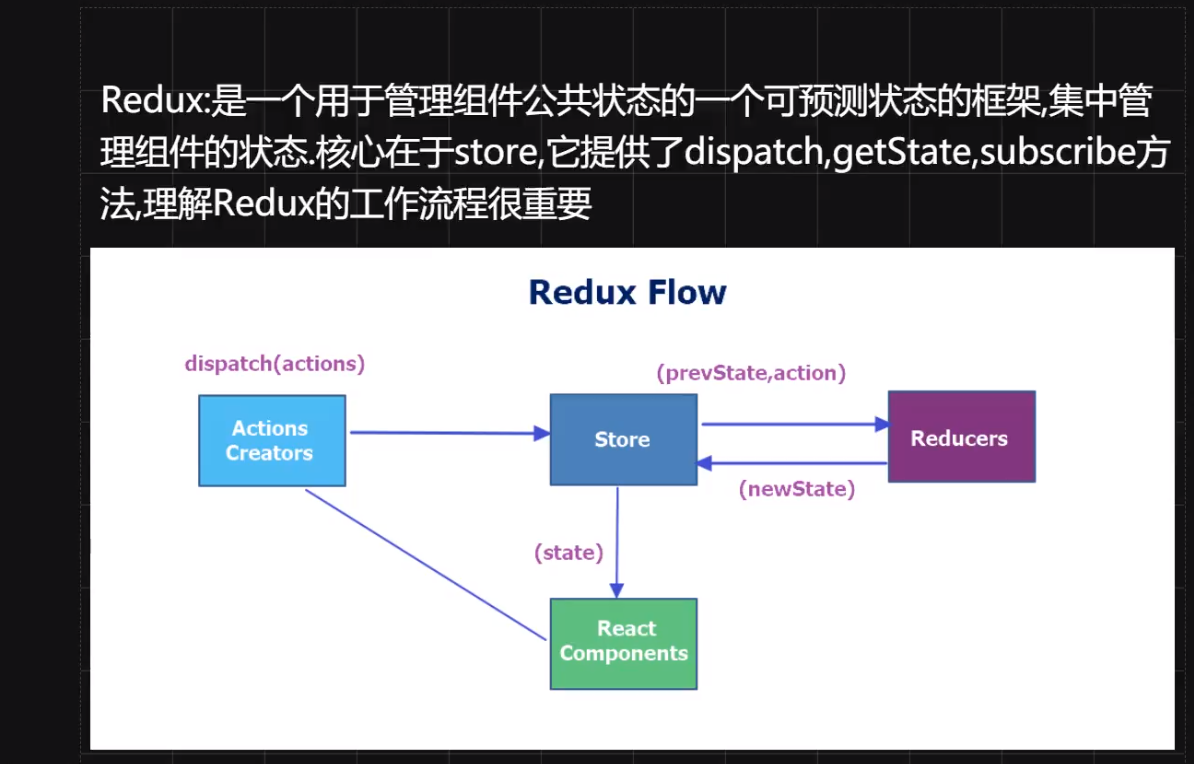 Redux:是一个用于管理组件公共状态的一个可预测状态的框架,集中管
理组件的状态.核心在于store,它提供了dispatch,getState,subscribe方
法,理解Redux的工作流程很重要
Redux Flow
dispatch(actions)
(prevState,action)
Actions
Creators
Store
Reducers
(newState)
(state)
React
Components